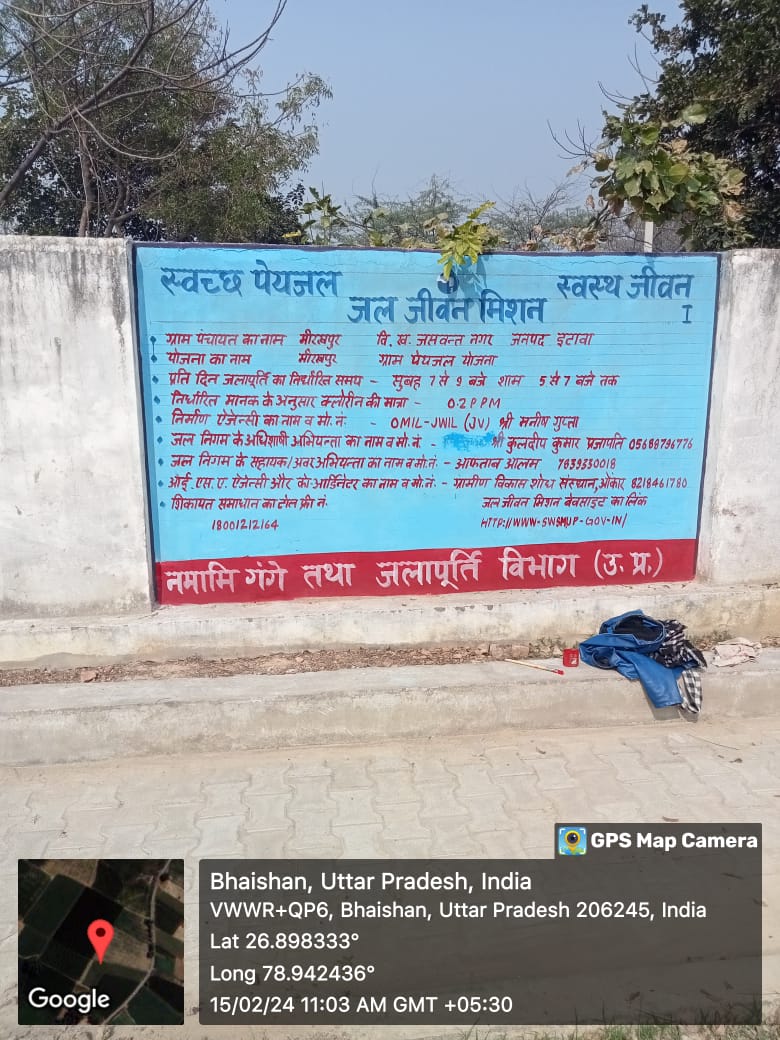 स्वच्छ पेयजल स्वस्थ जीवन
जल जीवन मिशन I
ग्राम पंचायत का नाम मीरखपुर वि.ख. जसवन्त नगर जनपद इटावा
योजना का नाम मीरखपुर ग्राम पेयजल योजना
प्रति दिन जलापूर्ति का निर्धारित समय - सुबह 7 से 9 बजे शाम 5 से 7 बजे तक
निर्धारित मानक के अनुसार क्लोरीन की मात्रा - 0.2 PPM
निर्माण ऐजेन्सी का नाम व मो. नं. - OMIL-JWIL (JV) श्री मनीष गुप्ता
जल निगम के अधिशाषी अभियन्ता का नाम व मो. नं. - श्री कुलदीप कुमार प्रजापति 05688796776
जल निगम के सहायक/अवर अभियन्ता का नाम व मो. नं. - आफताब आलम 7839330018
आई.एस.ए. ऐजेन्सी और को-आर्डिनेटर का नाम व मो. नं. - ग्रामीण विकास शोध संस्थान, ओंकार 8218461780
शिकायत समाधान का टोल फ्री नं. जल जीवन मिशन बेवसाइट का लिंक
18001212164 HTTP://WWW-SWSMUP-GOV-IN/
नमामि गंगे तथा जलापूर्ति विभाग (उ.प्र.)
GPS Map Camera
Bhaishan, Uttar Pradesh, India
VWWR+QP6, Bhaishan, Uttar Pradesh 206245, India
Lat 26.898333°
Long 78.942436°
15/02/24 11:03 AM GMT +05:30
Google